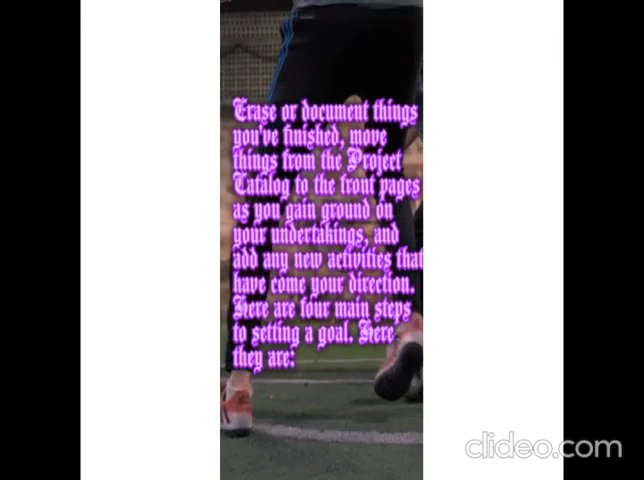 Erase or document things
you've finished, move
things from the Project
Catalog to the front pages
as you gain ground on
your undertakings, and
add any new activities that
have come your direction.
Here are four main steps
to setting a goal. Here
they are:
clideo.com